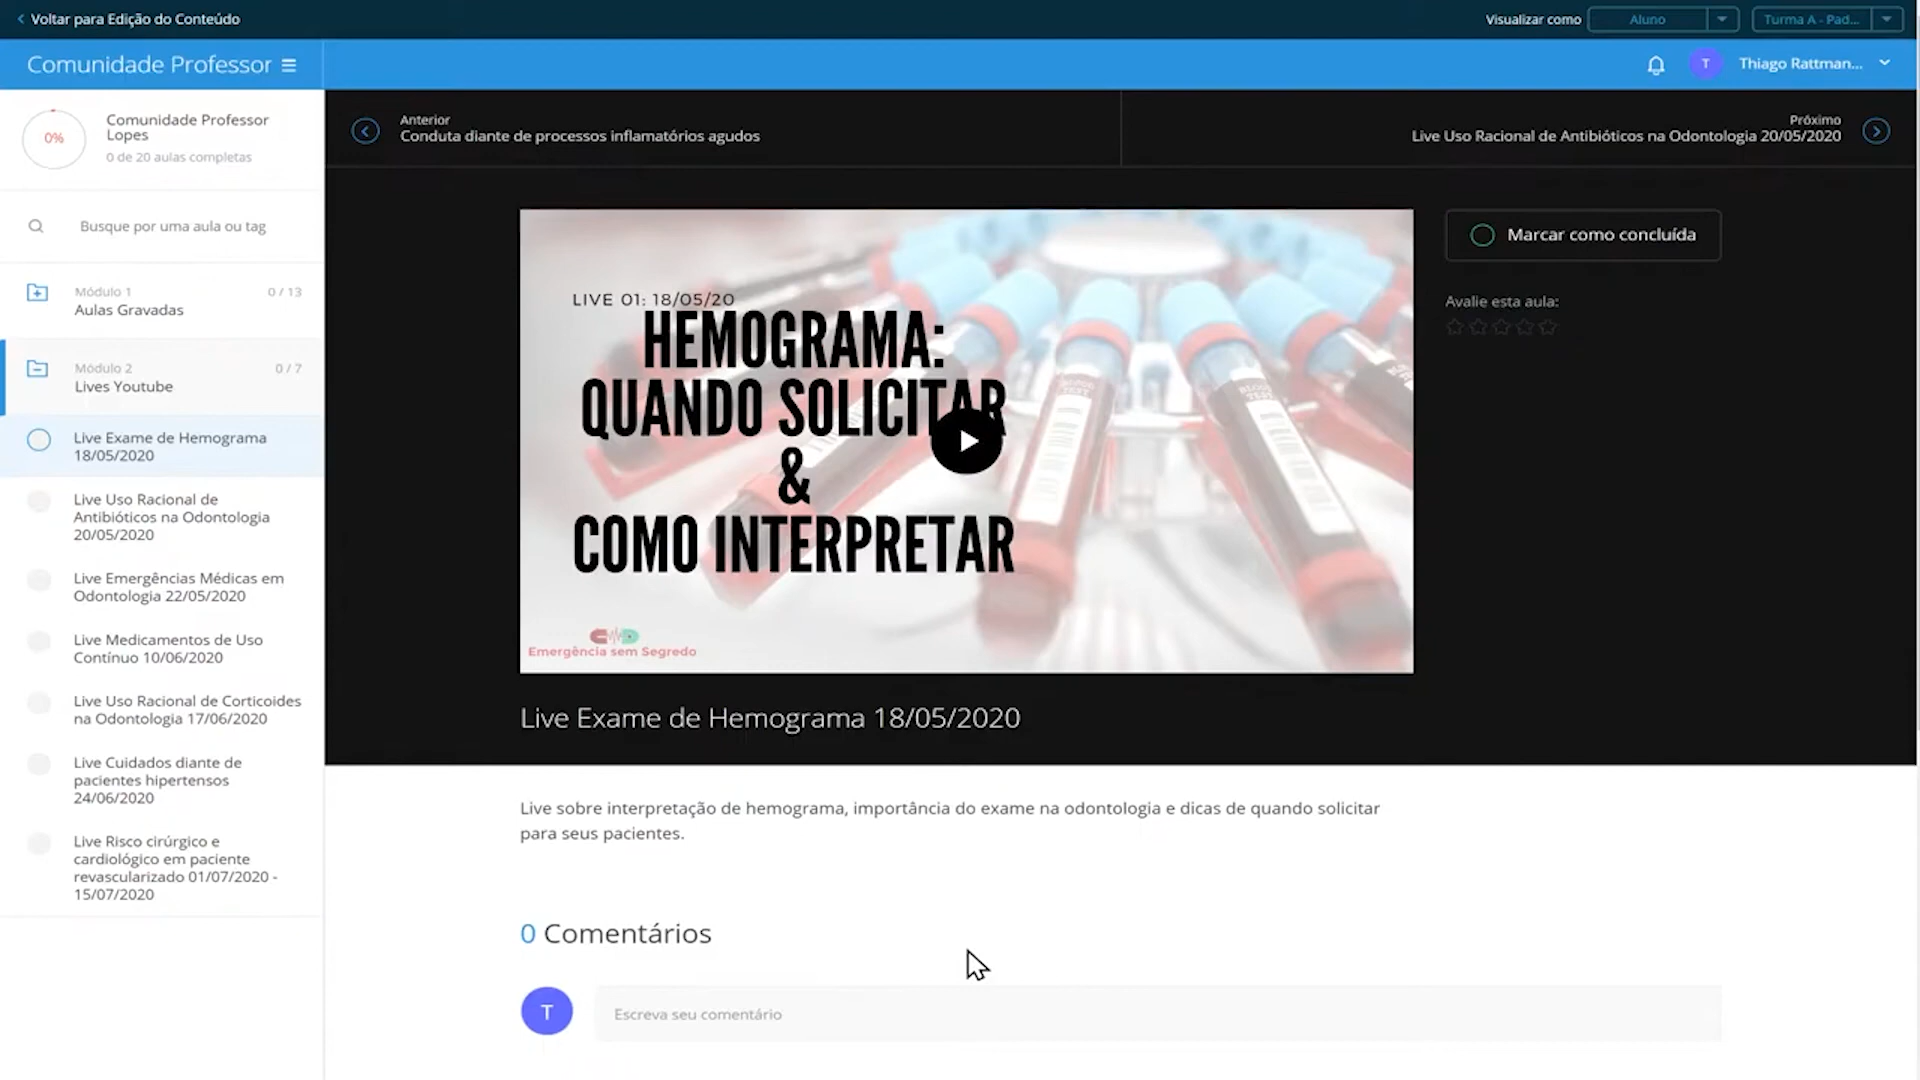 Voltar para Edição do Conteúdo
Visualizar como
Aluno
Turma A - Pad...
Comunidade Professor
T
Thiago Rattman...
0%
Comunidade Professor
Lopes
0 de 20 aulas completas
Busque por uma aula ou tag
Módulo 1
0 / 13
Aulas Gravadas
Módulo 2
0 / 7
Lives Youtube
Live Exame de Hemograma
18/05/2020
Live Uso Racional de
Antibióticos na Odontologia
20/05/2020
Live Emergências Médicas em
Odontologia 22/05/2020
Live Medicamentos de Uso
Contínuo 10/06/2020
Live Uso Racional de Corticoides
na Odontologia 17/06/2020
Live Cuidados diante de
pacientes hipertensos
24/06/2020
Live Risco cirúrgico e
cardiológico em paciente
revascularizado 01/07/2020 -
15/07/2020
Anterior
Conduta diante de processos inflamatórios agudos
Próximo
Live Uso Racional de Antibióticos na Odontologia 20/05/2020
LIVE 01: 18/05/20
HEMOGRAMA:
QUANDO SOLICITAR
&
COMO INTERPRETAR
BLOOD
TEST
Emergência sem Segredo
Marcar como concluída
Avalie esta aula:
Live Exame de Hemograma 18/05/2020
Live sobre interpretação de hemograma, importância do exame na odontologia e dicas de quando solicitar
para seus pacientes.
0 Comentários
T
Escreva seu comentário